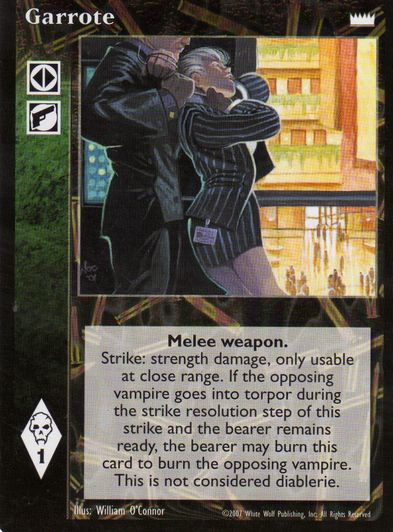 Garrote
Melee weapon.
Strike: strength damage, only usable
at close range. If the opposing
vampire goes into torpor during
the strike resolution step of this
strike and the bearer remains
ready, the bearer may burn this
card to burn the opposing vampire.
This is not considered diablerie.
1
Illus: William O'Connor
©2007 White Wolf Publishing, Inc. All Rights Reserved